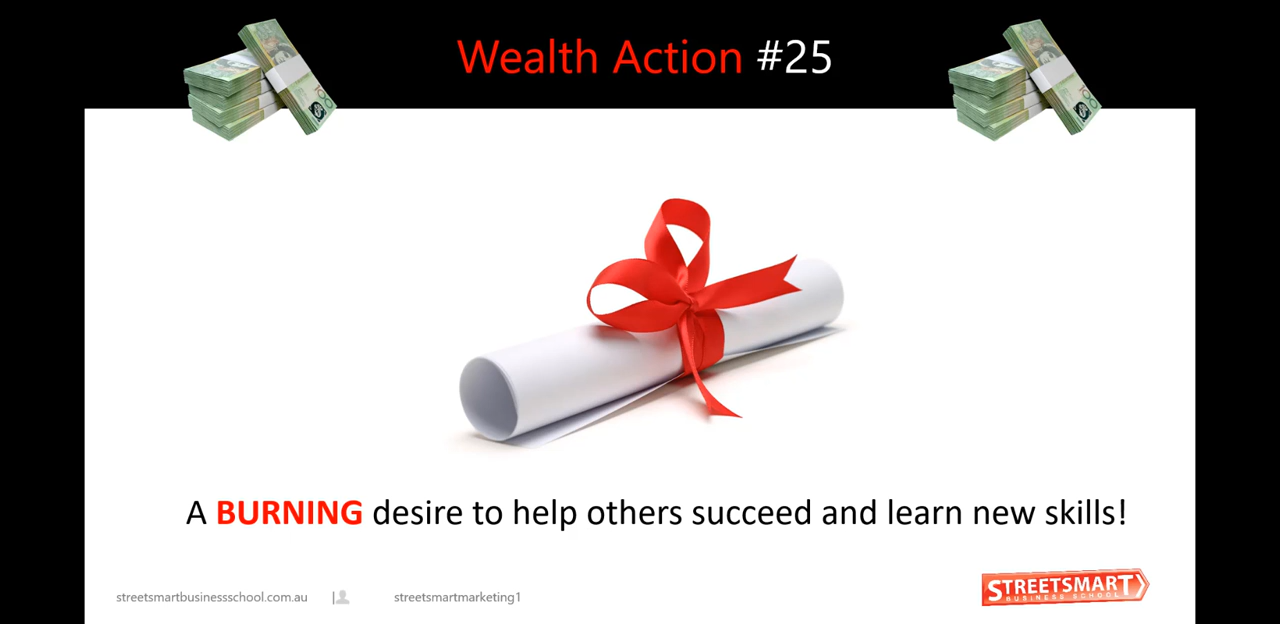 Wealth Action #25
A BURNING desire to help others succeed and learn new skills!
streetsmartbusinessschool.com.au
streetsmartmarketing1
STREETSMART
BUSINESS SCHOOL